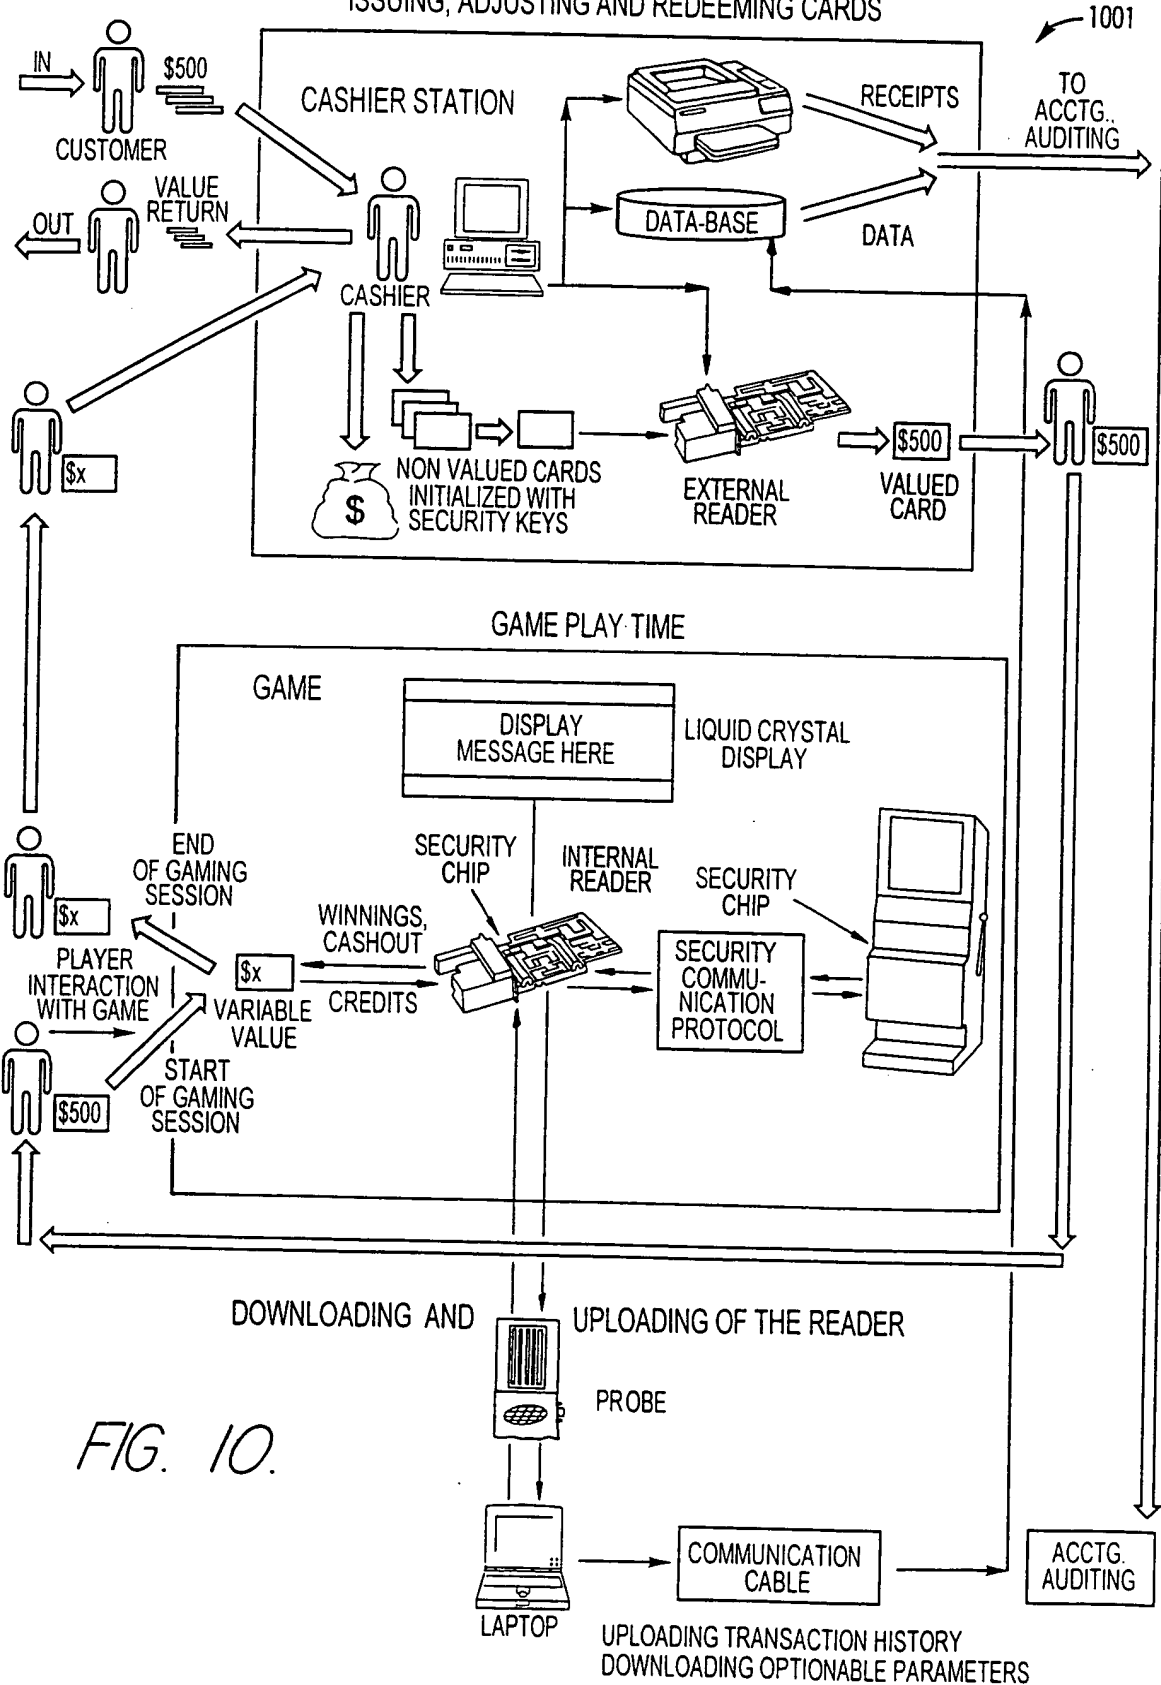 ISSUING, ADJUSTING AND REDEEMING CARDS
1001
IN
$500
CUSTOMER
CASHIER STATION
RECEIPTS
TO
ACCTG.,
AUDITING
OUT
VALUE
RETURN
DATA-BASE
DATA
CASHIER
$x
$
NON VALUED CARDS
INITIALIZED WITH
SECURITY KEYS
EXTERNAL
READER
$500
VALUED
CARD
$500
GAME PLAY TIME
GAME
DISPLAY
MESSAGE HERE
LIQUID CRYSTAL
DISPLAY
END
OF GAMING
SESSION
SECURITY
CHIP
INTERNAL
READER
SECURITY
CHIP
$x
WINNINGS,
CASHOUT
PLAYER
INTERACTION
WITH GAME
$x
VARIABLE
VALUE
CREDITS
SECURITY
COMMU-
NICATION
PROTOCOL
START
OF GAMING
SESSION
$500
DOWNLOADING AND UPLOADING OF THE READER
PROBE
FIG. 10.
LAPTOP
COMMUNICATION
CABLE
ACCTG.
AUDITING
UPLOADING TRANSACTION HISTORY
DOWNLOADING OPTIONABLE PARAMETERS